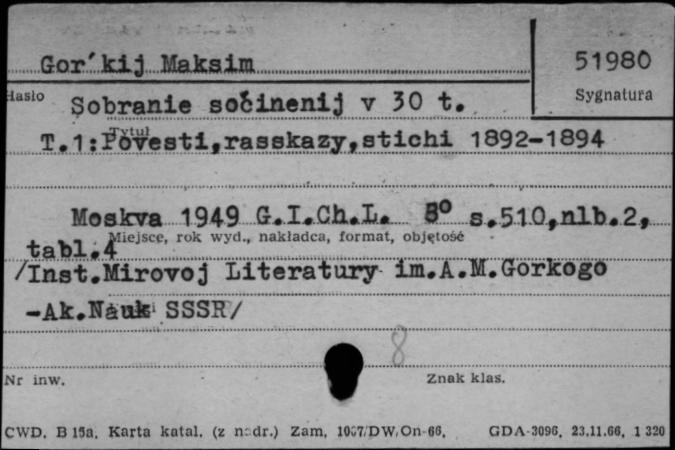 Gor'kij Maksim
51980
Hasło
Sygnatura
Sobranie sočinenij v 30 t.
Tytuł
T.1:Povesti,rasskazy,stichi 1892-1894
Moskva 1949 G.I.Ch.L. 8° s.510,nlb.2,
Miejsce, rok wyd., nakładca, format, objętość
tabl.4
/Inst.Mirovoj Literatury im.A.M.Gorkogo
-Ak.Nauk SSSR/
8
Nr inw.
Znak klas.
CWD. B 15a. Karta katal. (z nadr.) Zam. 1067/DW/On-66. GDA-3096. 23.11.66. 1 320